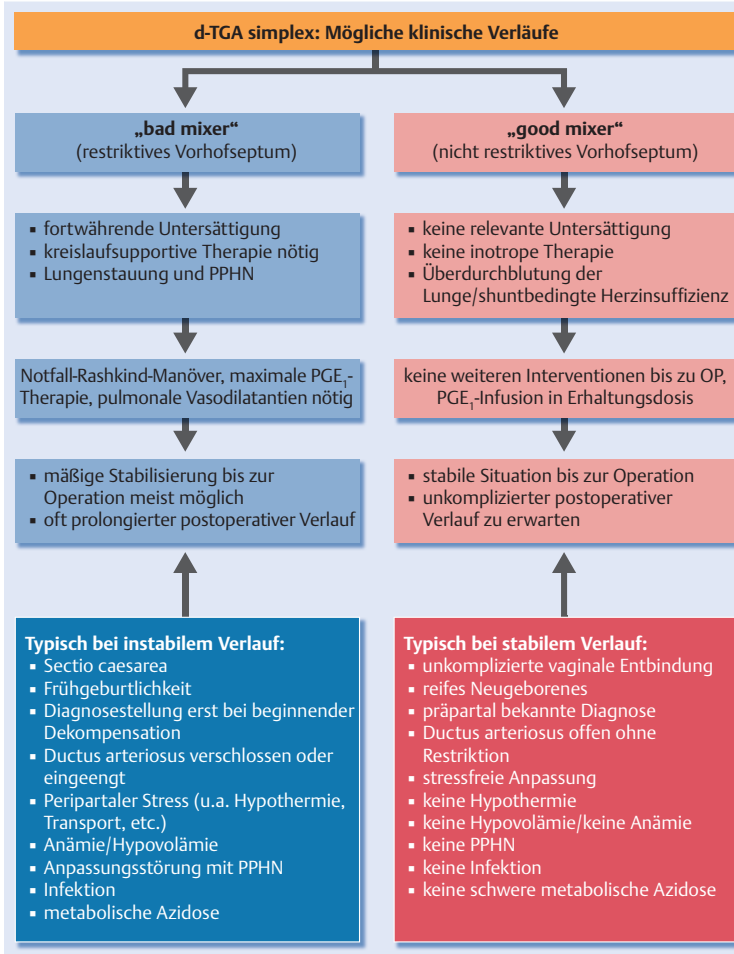 d-TGA simplex: Mögliche klinische Verläufe
„bad mixer“
(restriktives Vorhofseptum)
▪ fortwährende Untersättigung
▪ kreislaufsupportive Therapie nötig
▪ Lungenstauung und PPHN
Notfall-Rashkind-Manöver, maximale PGE₁-
Therapie, pulmonale Vasodilatantien nötig
▪ mäßige Stabilisierung bis zur
Operation meist möglich
▪ oft prolongierter postoperativer Verlauf
Typisch bei instabilem Verlauf:
▪ Sectio caesarea
▪ Frühgeburtlichkeit
▪ Diagnosestellung erst bei beginnender
Dekompensation
▪ Ductus arteriosus verschlossen oder
eingeengt
▪ Peripartaler Stress (u.a. Hypothermie,
Transport, etc.)
▪ Anämie/Hypovolämie
▪ Anpassungsstörung mit PPHN
▪ Infektion
▪ metabolische Azidose
„good mixer“
(nicht restriktives Vorhofseptum)
▪ keine relevante Untersättigung
▪ keine inotrope Therapie
▪ Überdurchblutung der
Lunge/shuntbedingte Herzinsuffizienz
keine weiteren Interventionen bis zu OP,
PGE₁-Infusion in Erhaltungsdosis
▪ stabile Situation bis zur Operation
▪ unkomplizierter postoperativer
Verlauf zu erwarten
Typisch bei stabilem Verlauf:
▪ unkomplizierte vaginale Entbindung
▪ reifes Neugeborenes
▪ präpartal bekannte Diagnose
▪ Ductus arteriosus offen ohne
Restriktion
▪ stressfreie Anpassung
▪ keine Hypothermie
▪ keine Hypovolämie/keine Anämie
▪ keine PPHN
▪ keine Infektion
▪ keine schwere metabolische Azidose